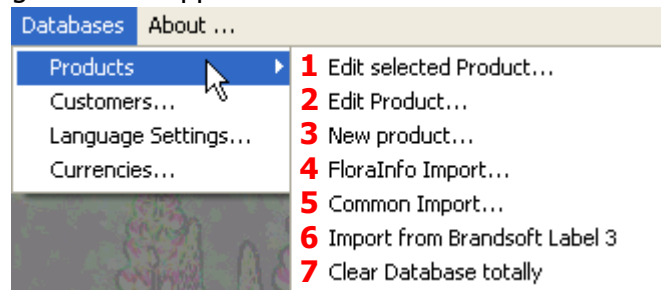 Databases About ...
Products
Customers...
Language Settings...
Currencies...
1 Edit selected Product...
2 Edit Product...
3 New product...
4 FloraInfo Import...
5 Common Import...
6 Import from Brandsoft Label 3
7 Clear Database totally